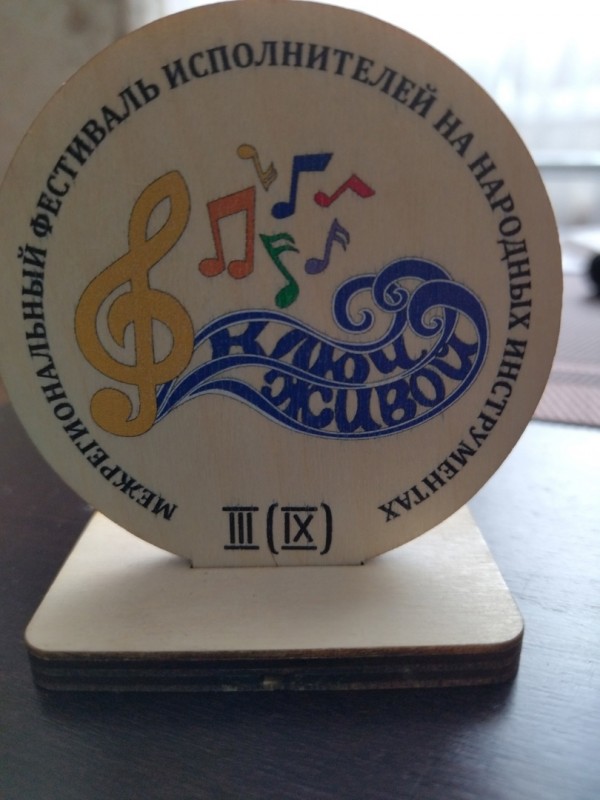 МЕЖРЕГИОНАЛЬНЫЙ ФЕСТИВАЛЬ ИСПОЛНИТЕЛЕЙ НА НАРОДНЫХ ИНСТРУМЕНТАХ
КЛЮЧ
ЖИВОЙ
III (IX)